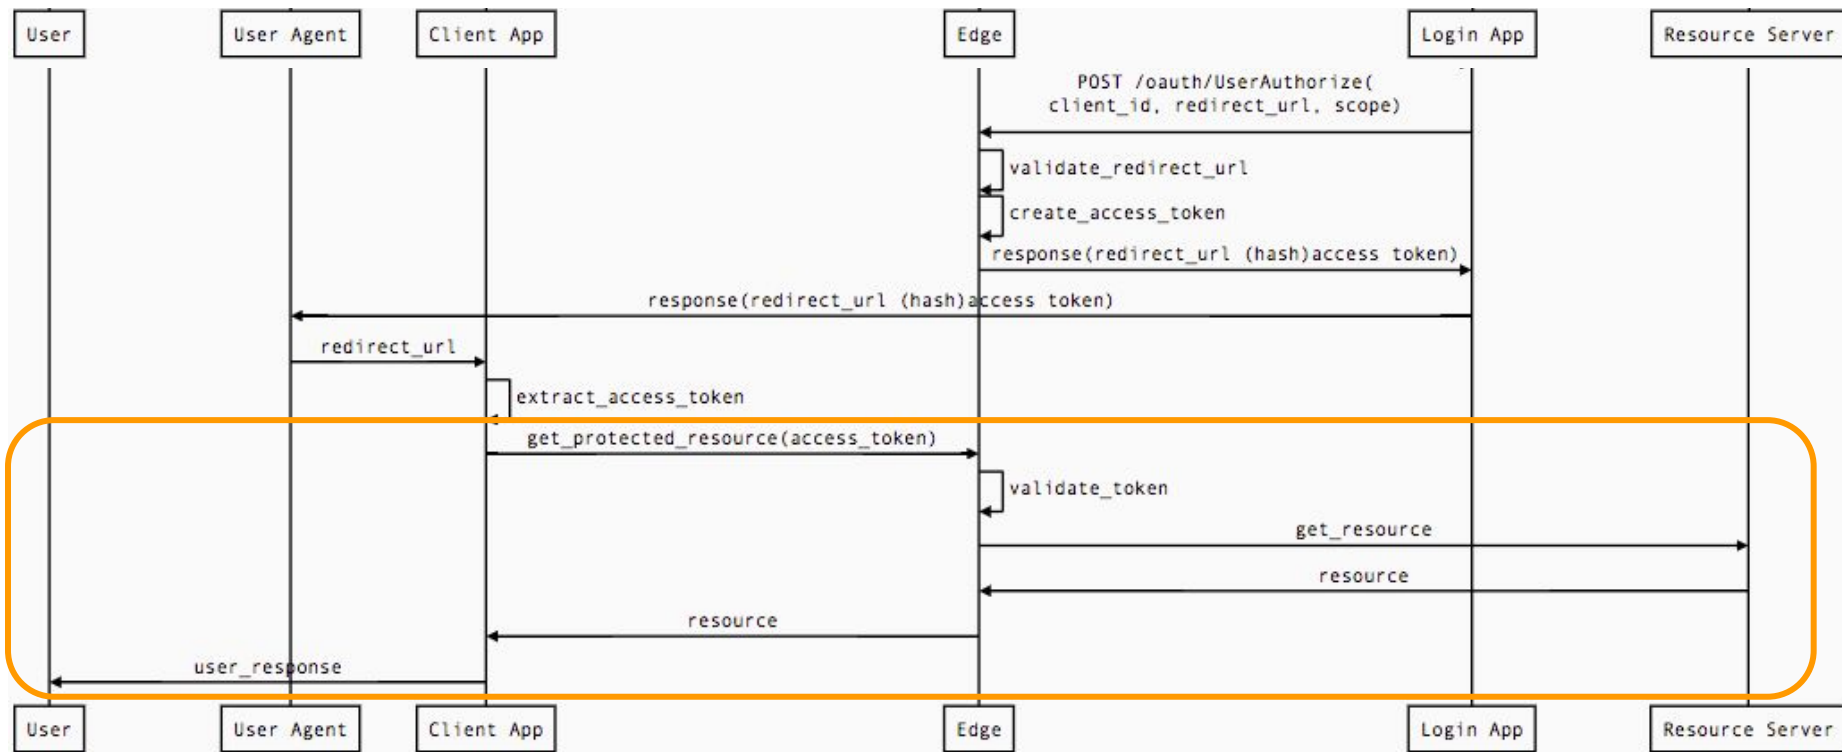 User
User Agent
Client App
Edge
Login App
Resource Server
POST /oauth/UserAuthorize(
client_id, redirect_url, scope)
validate_redirect_url
create_access_token
response(redirect_url (hash)access token)
response(redirect_url (hash)access token)
redirect_url
extract_access_token
get_protected_resource(access_token)
validate_token
get_resource
resource
resource
user_response
User
User Agent
Client App
Edge
Login App
Resource Server